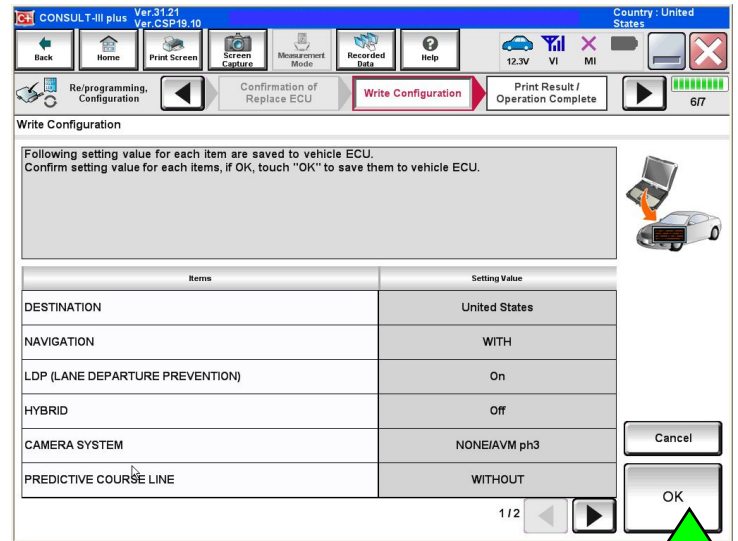 CONSULT-III plus
Ver.31.21
Ver.CSP19.10
Country : United
States
Back
Home
Print Screen
Screen
Capture
Measurement
Mode
Recorded
Data
Help
12.3V
VI
MI
Re/programming,
Configuration
Confirmation of
Replace ECU
Write Configuration
Print Result /
Operation Complete
6/7
Write Configuration
Following setting value for each item are saved to vehicle ECU.
Confirm setting value for each items, if OK, touch "OK" to save them to vehicle ECU.
Items
Setting Value
DESTINATION
United States
NAVIGATION
WITH
LDP (LANE DEPARTURE PREVENTION)
On
HYBRID
Off
CAMERA SYSTEM
NONE/AVM ph3
PREDICTIVE COURSE LINE
WITHOUT
1/2
Cancel
OK